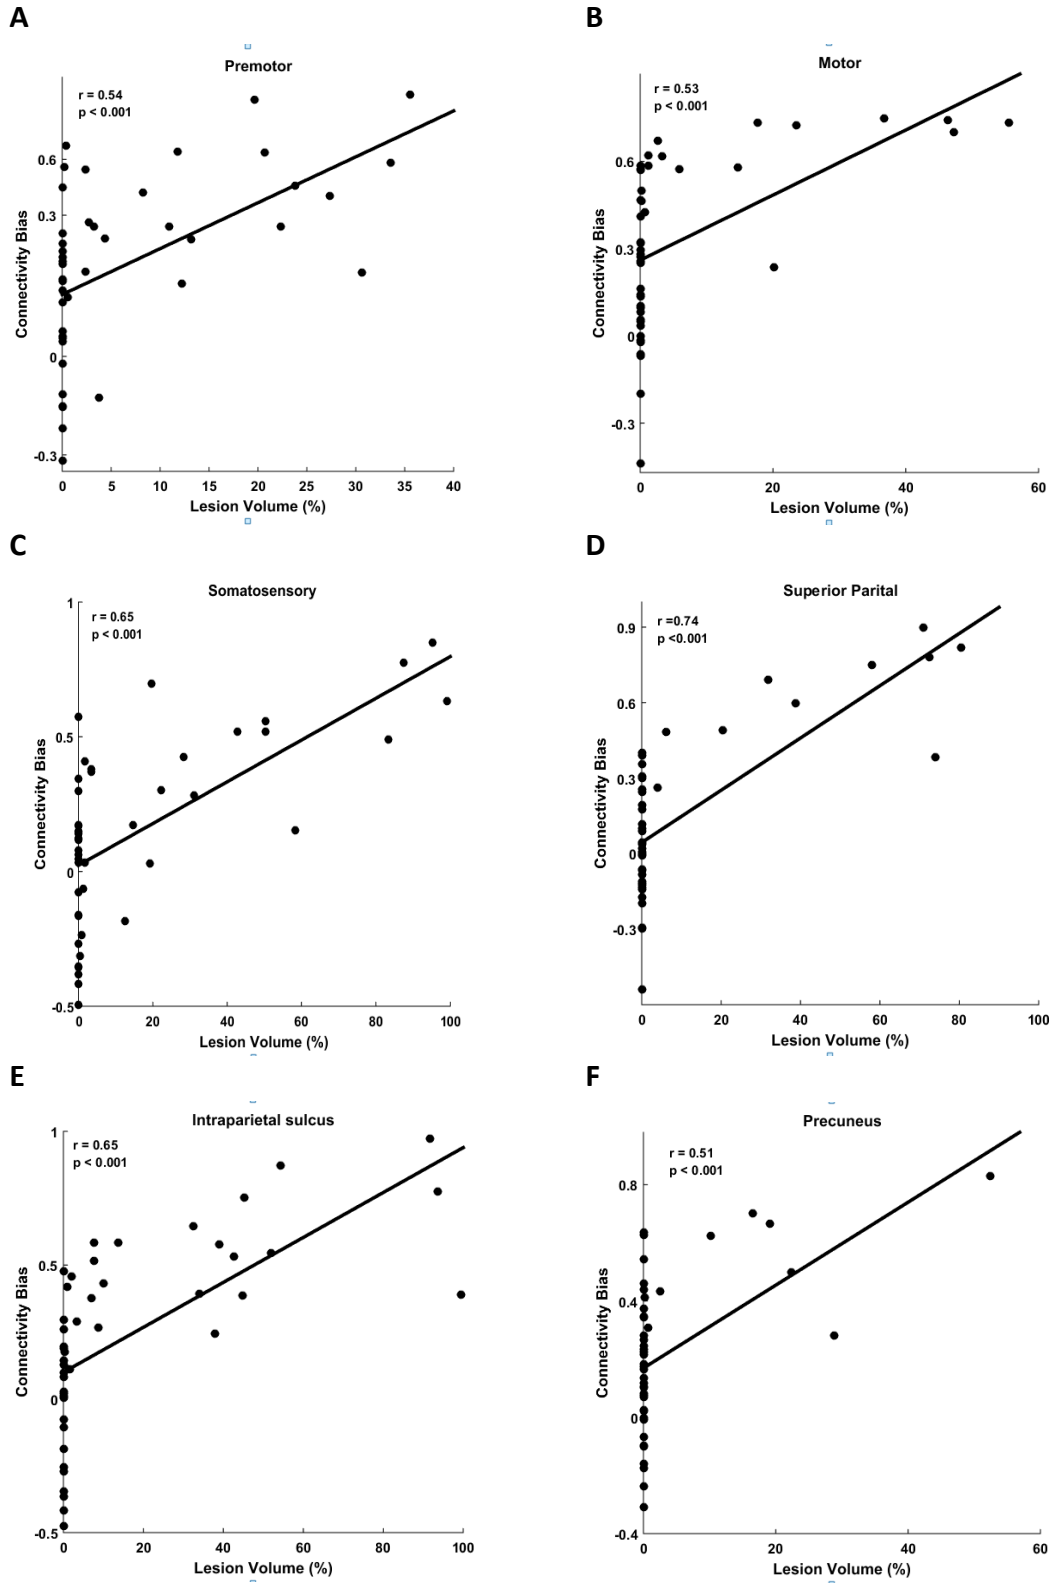 A
Premotor
r = 0.54
p < 0.001
0.6
0.3
0
-0.3
Connectivity Bias
0 5 10 15 20 25 30 35 40
Lesion Volume (%)
B
Motor
r = 0.53
p < 0.001
0.6
0.3
0
-0.3
Connectivity Bias
0 20 40 60
Lesion Volume (%)
C
Somatosensory
r = 0.65
p < 0.001
1
0.5
0
-0.5
Connectivity Bias
0 20 40 60 80 100
Lesion Volume (%)
D
Superior Parital
r =0.74
p <0.001
0.9
0.6
0.3
0
-0.3
Connectivity Bias
0 20 40 60 80 100
Lesion Volume (%)
E
Intraparietal sulcus
r = 0.65
p < 0.001
1
0.5
0
-0.5
Connectivity Bias
0 20 40 60 80 100
Lesion Volume (%)
F
Precuneus
r = 0.51
p < 0.001
0.8
0.4
0
-0.4
Connectivity Bias
0 20 40 60
Lesion Volume (%)